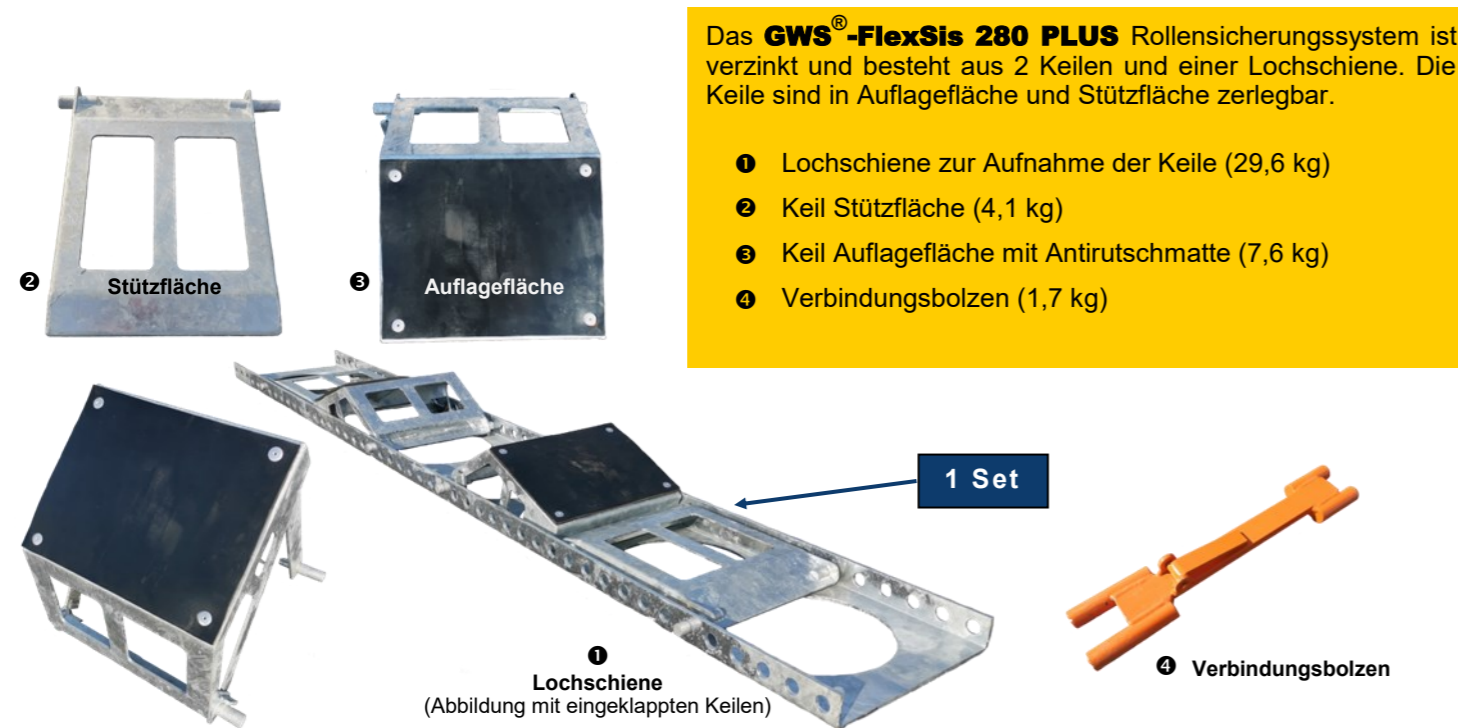 Das GWS®-FlexSis 280 PLUS Rollensicherungssystem ist
verzinkt und besteht aus 2 Keilen und einer Lochschiene. Die
Keile sind in Auflagefläche und Stützfläche zerlegbar.
❶ Lochschiene zur Aufnahme der Keile (29,6 kg)
❷ Keil Stützfläche (4,1 kg)
❸ Keil Auflagefläche mit Antirutschmatte (7,6 kg)
❹ Verbindungsbolzen (1,7 kg)
❷ Stützfläche
❸ Auflagefläche
1 Set
❶
Lochschiene
(Abbildung mit eingeklappten Keilen)
❹ Verbindungsbolzen